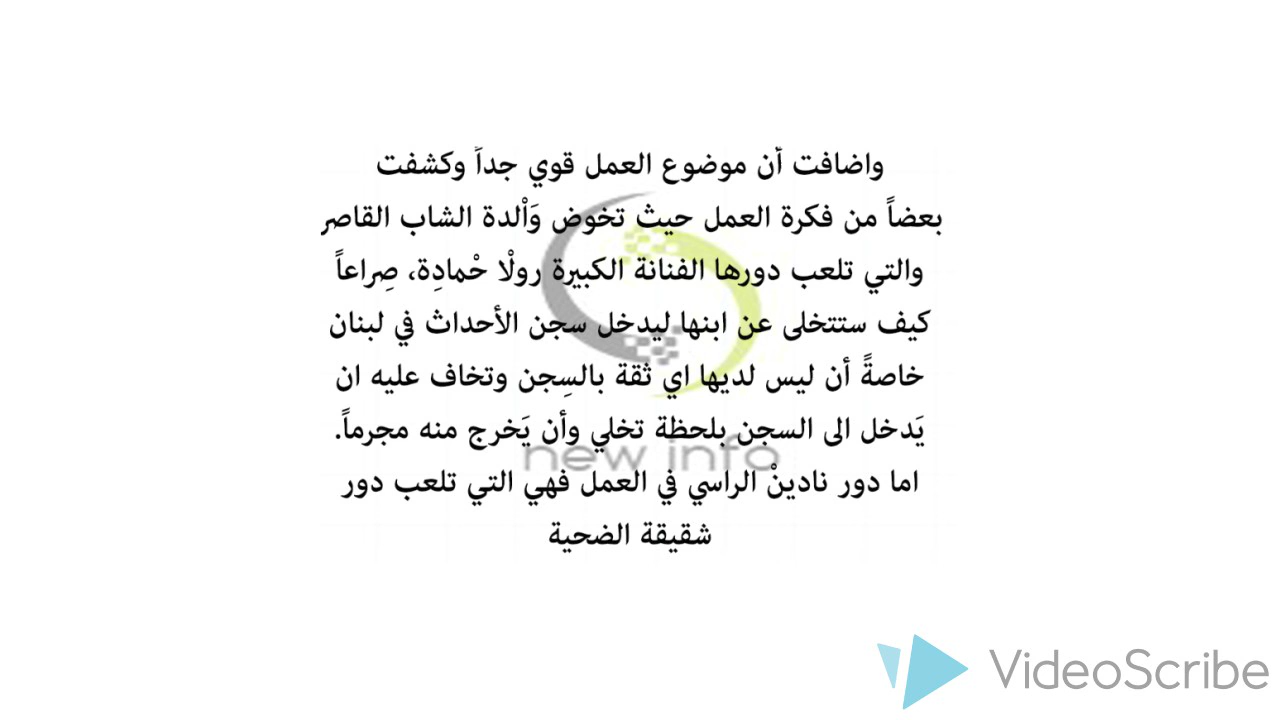 واضافت أن موضوع العمل قوي جداً وكشفت
بعضاً من فكرة العمل حيث تخوض وَاْلدة الشاب القاصر
والتي تلعب دورها الفنانة الكبيرة رولْا حْمادِة، صِراعاً
كيف ستتخلى عن ابنها ليدخل سجن الأحداث في لبنان
خاصةً أن ليس لديها اي ثقة بالسِجن وتخاف عليه ان
يَدخل الى السجن بلحظة تخلي وأن يَخرج منه مجرماً.
اما دور نادينْ الراسي في العمل فهي التي تلعب دور
شقيقة الضحية
new info
VideoScribe